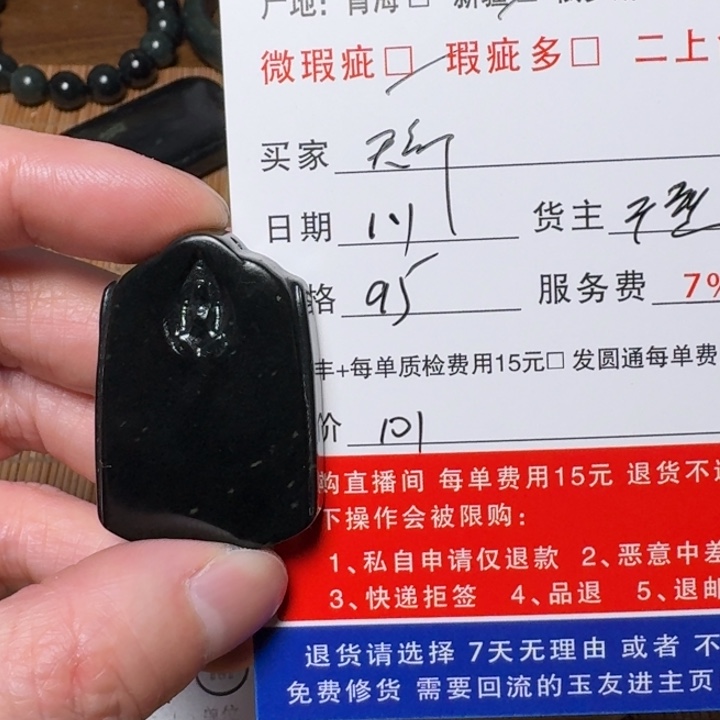 产地：青海□ 新疆
微瑕疵□ 瑕疵多□ 二上
买家
日期 11 货主
格 95 服务费 7%
丰+每单质检费用15元□ 发圆通每单费
价 101
购直播间 每单费用15元 退货不
下操作会被限购：
1、私自申请仅退款 2、恶意中差
3、快递拒签 4、品退 5、退邮
退货请选择 7天无理由 或者 不
免费修货 需要回流的玉友进主页